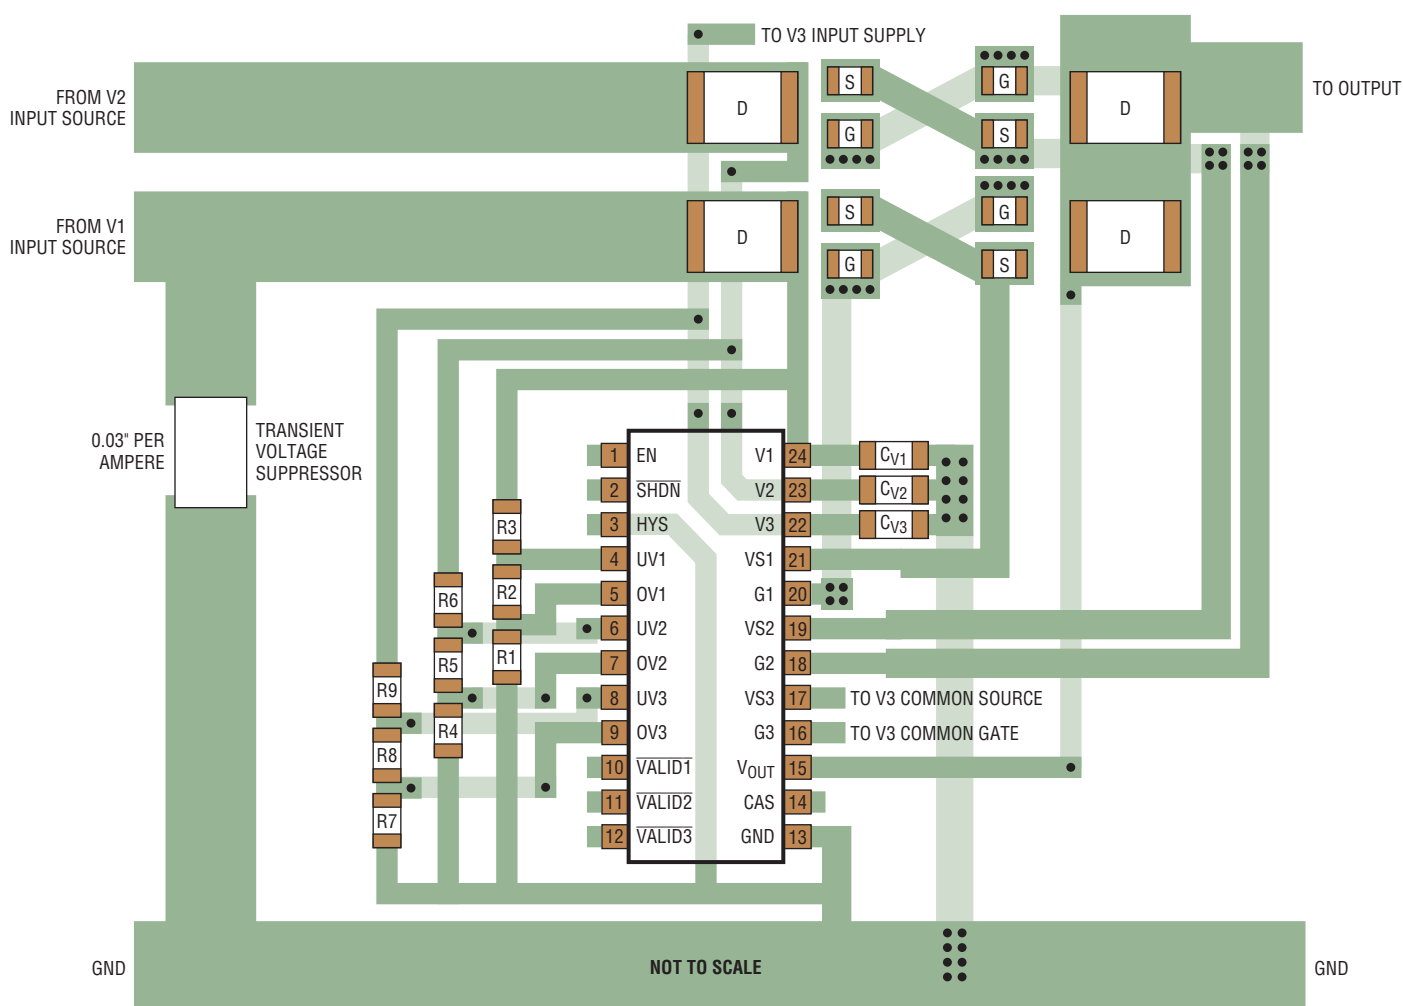 TO V3 INPUT SUPPLY
FROM V2
INPUT SOURCE
D
S
G
G
S
D
TO OUTPUT
FROM V1
INPUT SOURCE
D
S
G
G
S
D
0.03" PER
AMPERE
TRANSIENT
VOLTAGE
SUPPRESSOR
1 EN
2 SHDN
3 HYS
4 UV1
5 OV1
6 UV2
7 OV2
8 UV3
9 OV3
10 VALID1
11 VALID2
12 VALID3
V1 24
V2 23
V3 22
VS1 21
G1 20
VS2 19
G2 18
VS3 17
G3 16
VOUT 15
CAS 14
GND 13
CV1
CV2
CV3
R3
R2
R1
R6
R5
R4
R9
R8
R7
TO V3 COMMON SOURCE
TO V3 COMMON GATE
GND
NOT TO SCALE
GND